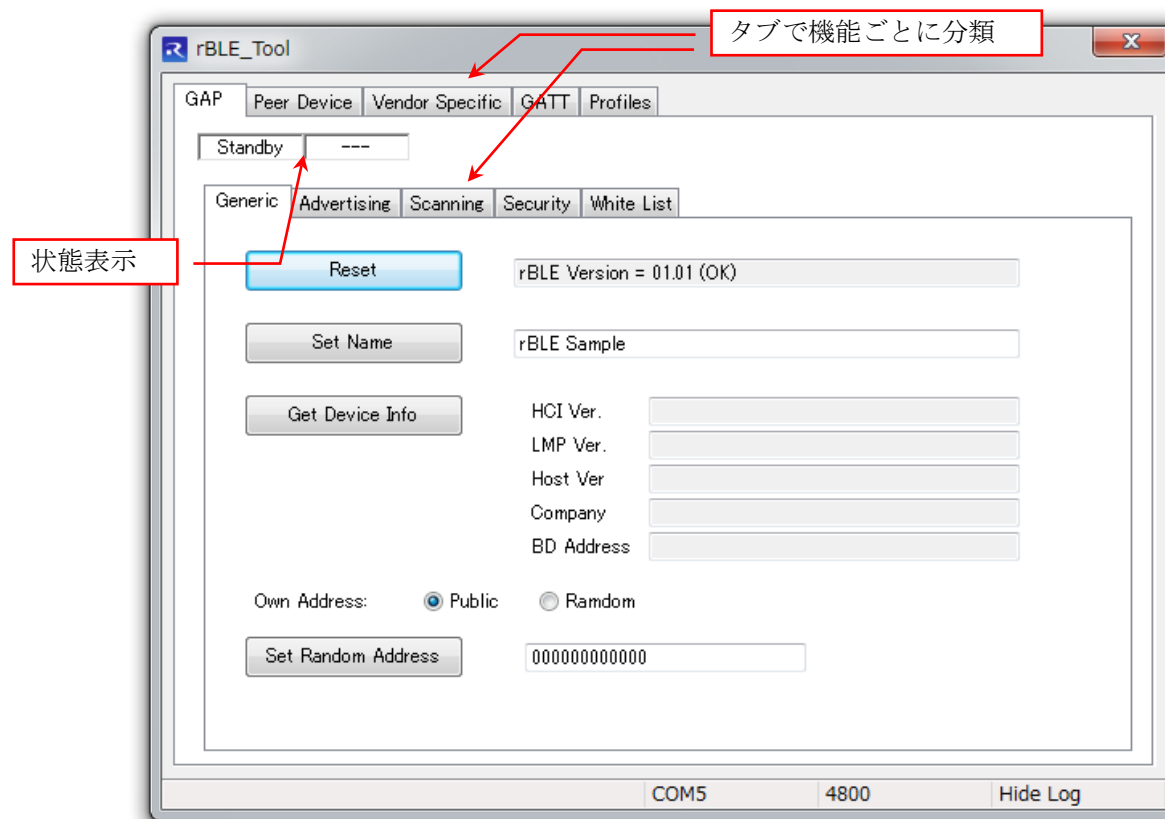 タブで機能ごとに分類
rBLE_Tool
GAP Peer Device Vendor Specific GATT Profiles
Standby ---
Generic Advertising Scanning Security White List
状態表示
Reset rBLE Version = 01.01 (OK)
Set Name rBLE Sample
Get Device Info HCI Ver.
LMP Ver.
Host Ver
Company
BD Address
Own Address: Public Ramdom
Set Random Address 000000000000
COM5 4800 Hide Log